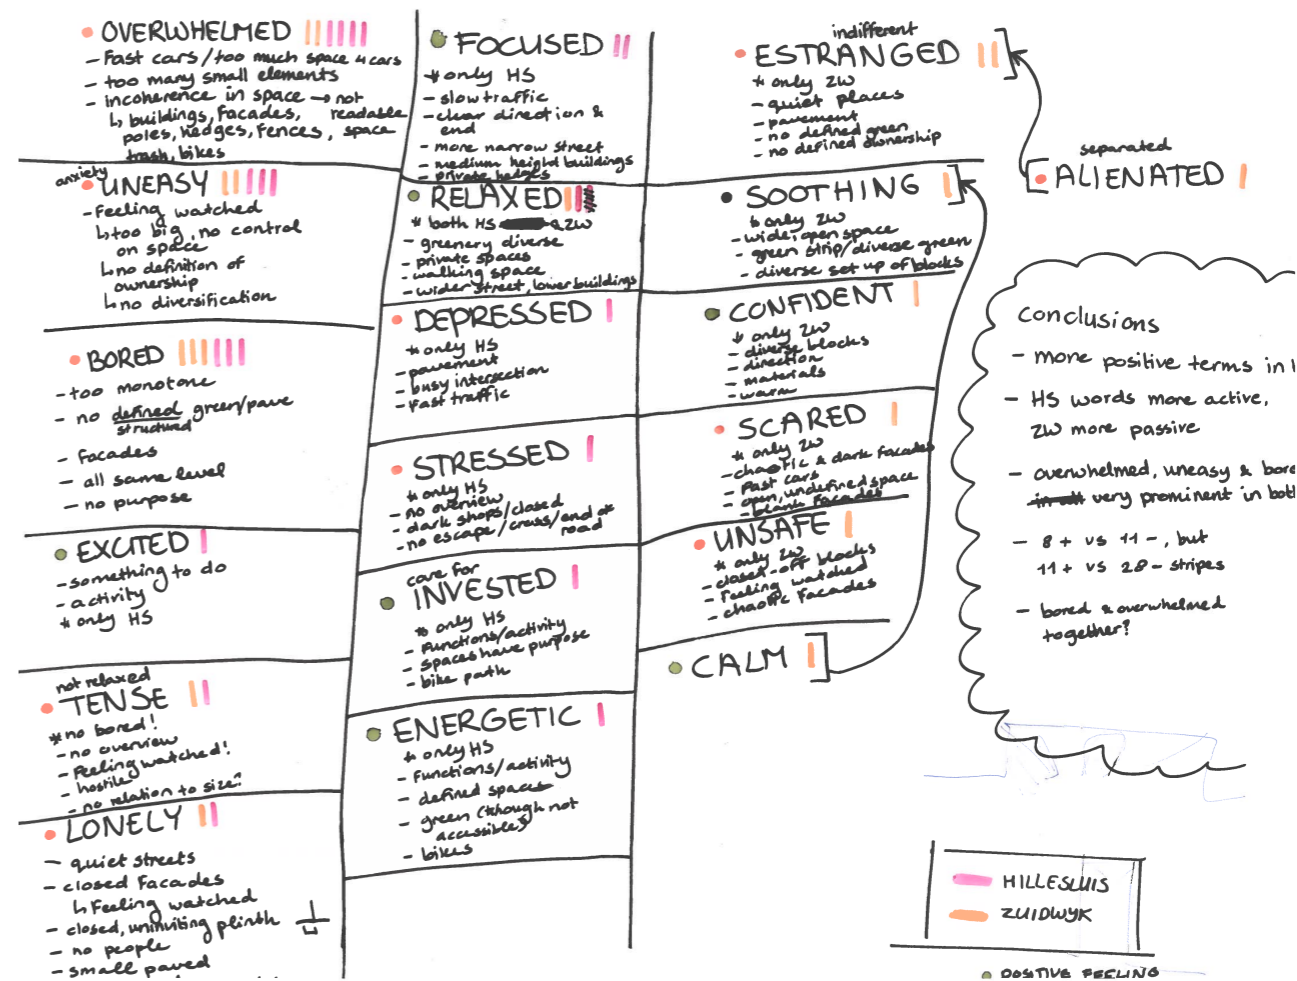 OVERWHELMED
- Fast cars/too much space 4 cars
- too many small elements
- incoherence in space → not readable space
↳ buildings, facades,
poles, hedges, fences,
trash, bikes
anxiety
UNEASY
- Feeling watched
↳ too big, no control
on space
↳ no definition of
ownership
↳ no diversification
BORED
- too monotone
- no defined green/pave
structured
- facades
- all same level
- no purpose
EXCITED
- something to do
- activity
* only HS
not relaxed
TENSE
* no bored!
- no overview
- Feeling watched!
- hostile
- no relation to size?
LONELY
- quiet streets
- closed facades
↳ Feeling watched
- closed, uninviting plinth
- no people
- small paved
FOCUSED
* only HS
- slow traffic
- clear direction &
end
- more narrow street
- medium height buildings
- private hedges
RELAXED
* both HS & ZW
- greenery diverse
- private spaces
- walking space
- wider street, lower buildings
DEPRESSED
* only HS
- pavement
- busy intersection
- fast traffic
STRESSED
* only HS
- no overview
- dark shops/closed
- no escape/cross/end of
road
care for
INVESTED
* only HS
- Functions/activity
- spaces have purpose
- bike path
ENERGETIC
* only HS
- Functions/activity
- defined spaces
- green (though not
accessible)
- bikes
indifferent
ESTRANGED
* only ZW
- quiet places
- pavement
- no defined green
- no defined ownership
SOOTHING
* only ZW
- wide, open space
- green strip/diverse green
- diverse set up of blocks
CONFIDENT
* only ZW
- diverse blocks
- direction
- materials
- warm
SCARED
* only ZW
- chaotic & dark facades
- Fast cars
- open, undefined space
- blank facades
UNSAFE
* only ZW
- closed-off blocks
- Feeling watched
- chaotic facades
CALM
separated
ALIENATED
conclusions
- more positive terms in
- HS words more active,
ZW more passive
- overwhelmed, uneasy & bore
very prominent in both
- 8+ vs 11-, but
11+ vs 28- stripes
- bored & overwhelmed
together?
HILLESLUIS
ZUIDWYK
POSITIVE FEELING